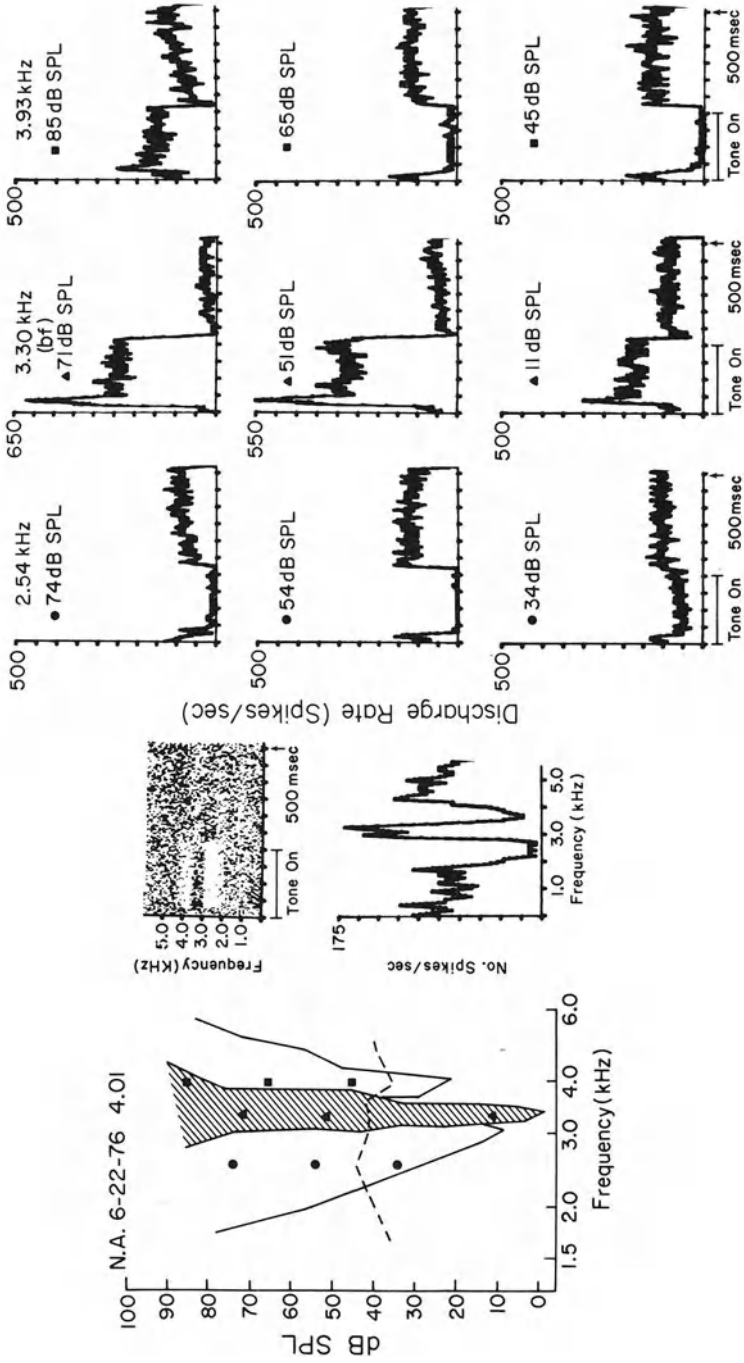 N.A. 6-22-76 4.01
100
90
80
70
60
50
40
30
20
10
0
dB SPL
1.5
2.0
3.0
4.0
6.0
Frequency (kHz)
Frequency (KHz)
5.0
4.0
3.0
2.0
1.0
Tone On
500 msec
175
No. Spikes/sec
1.0
3.0
5.0
Frequency (kHz)
Discharge Rate (Spikes/sec)
500
2.54 kHz
● 74 dB SPL
650
3.30 kHz
(bf)
▲ 71 dB SPL
500
3.93 kHz
■ 85 dB SPL
500
● 54 dB SPL
550
▲ 51 dB SPL
500
■ 65 dB SPL
500
● 34 dB SPL
Tone On
500 msec
500
▲ 11 dB SPL
Tone On
500 msec
500
■ 45 dB SPL
Tone On
500 msec